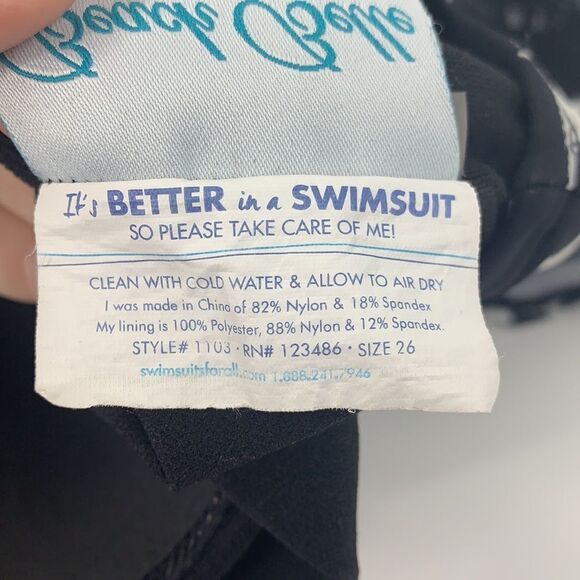 Beach Belle
It's BETTER in a SWIMSUIT
SO PLEASE TAKE CARE OF ME!
CLEAN WITH COLD WATER & ALLOW TO AIR DRY
I was made in China of 82% Nylon & 18% Spandex
My lining is 100% Polyester, 88% Nylon & 12% Spandex.
STYLE# 1103 · RN# 123486 · SIZE 26
swimsuitsforall.com 1.888.241.7946